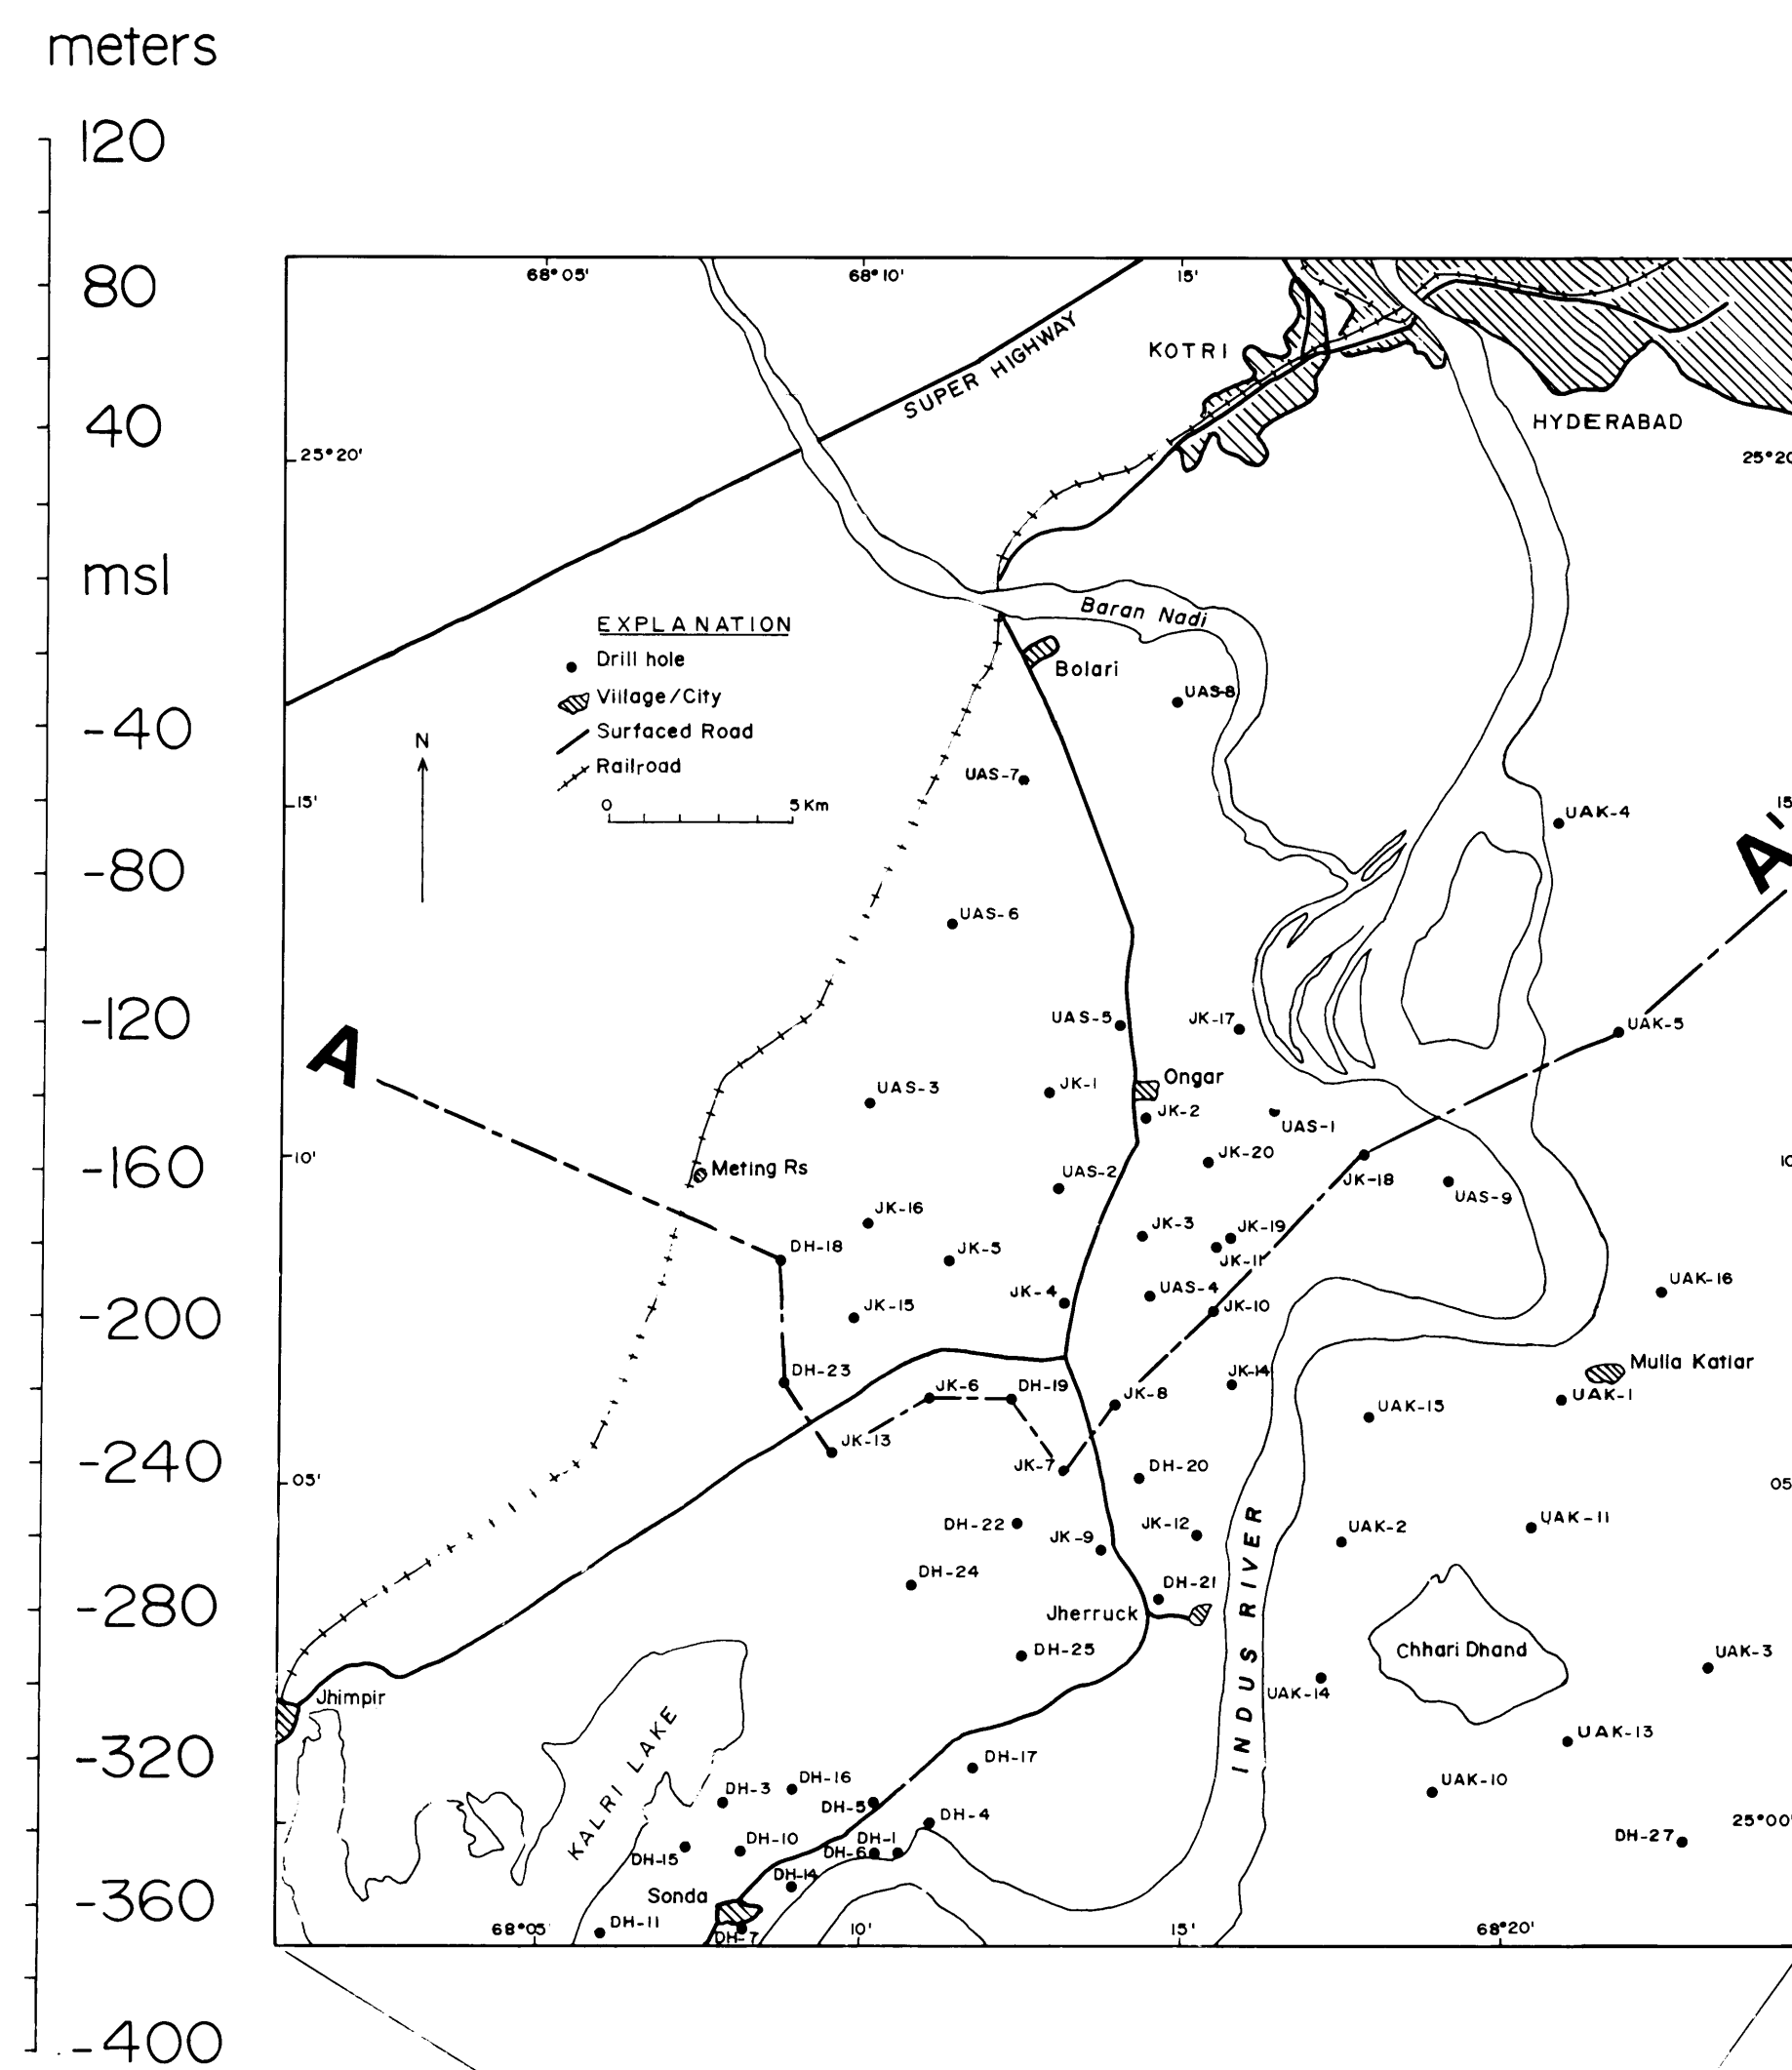 meters
120
80
40
msl
-40
-80
-120
-160
-200
-240
-280
-320
-360
-400
68°05'
68°10'
15'
SUPER HIGHWAY
KOTRI
HYDERABAD
25°20'
25°20
Baran Nadi
EXPLANATION
Drill hole
Village/City
Surfaced Road
Railroad
0 5 Km
N
Bolari
UAS-8
UAS-7
15'
15
UAK-4
A'
UAS-6
A
UAS-5
JK-17
UAK-5
Ongar
UAS-3
JK-1
JK-2
UAS-1
10'
10
Meting Rs
JK-20
UAS-2
JK-18
UAS-9
JK-16
JK-3
JK-19
DH-18
JK-5
JK-11
UAK-16
JK-4
UAS-4
JK-15
JK-10
Mulla Katiar
DH-23
JK-6
DH-19
JK-8
JK-14
UAK-1
UAK-15
JK-13
JK-7
DH-20
05'
05
DH-22
JK-9
JK-12
UAK-2
UAK-11
DH-24
DH-21
Jherruck
DH-25
INDUS RIVER
Chhari Dhand
UAK-3
UAK-14
Jhimpir
KALRI LAKE
UAK-13
DH-17
DH-16
DH-3
DH-5
DH-4
UAK-10
25°00'
DH-27
DH-10
DH-1
DH-15
DH-6
DH-14
Sonda
DH-11
DH-7
68°05'
10'
15'
68°20'